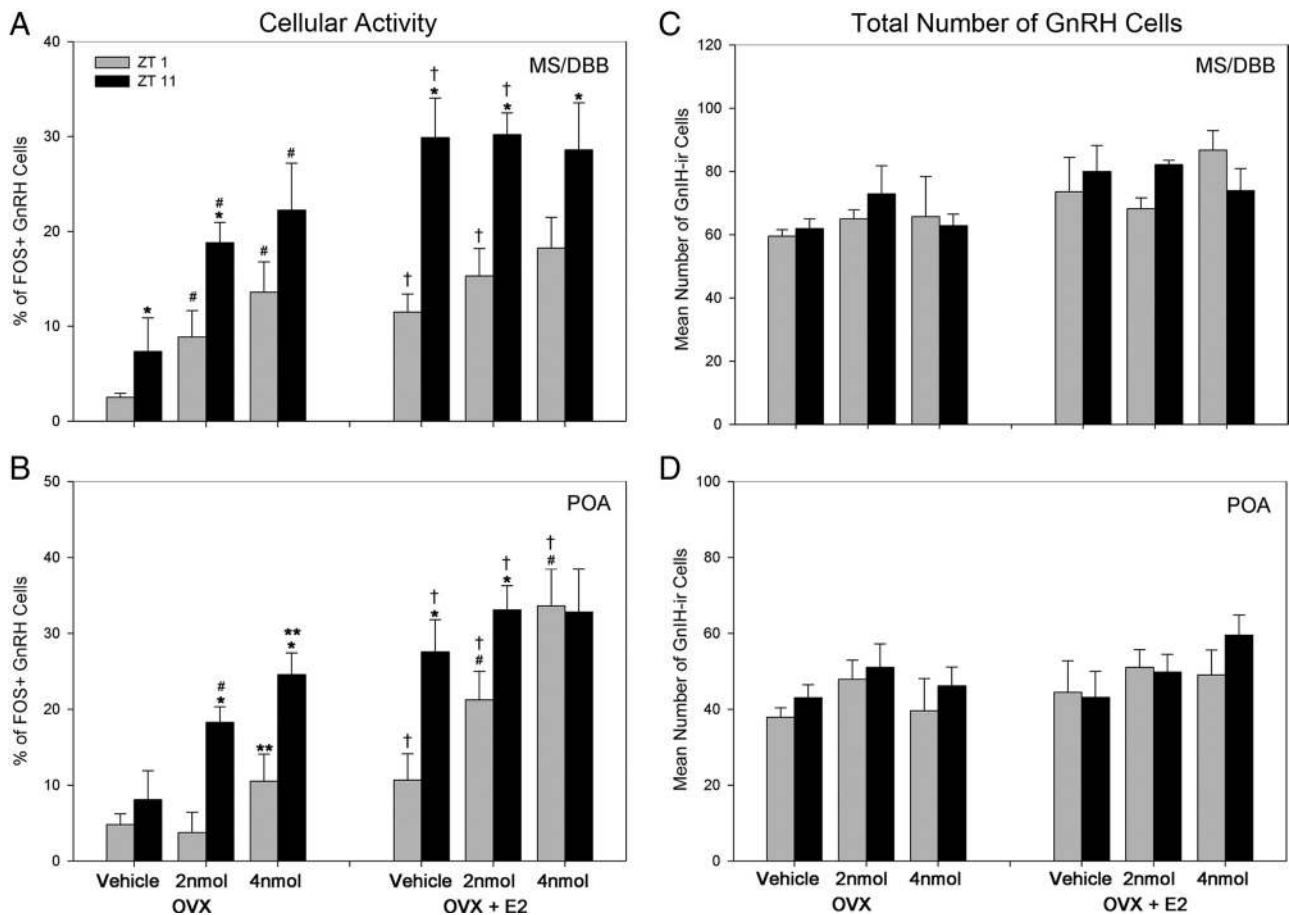 A
Cellular Activity
40
30
20
10
0
% of FOS+ GnRH Cells
ZT 1
ZT 11
MS/DBB
*
#
#
*
#
#
†
†
*
†
†
*
*
B
50
40
30
20
10
0
% of FOS+ GnRH Cells
POA
#
*
**
**
*
†
†
*
†
#
†
*
†
#
Vehicle 2nmol 4nmol Vehicle 2nmol 4nmol
OVX OVX + E2
C
Total Number of GnRH Cells
120
100
80
60
40
20
0
Mean Number of GnIH-ir Cells
MS/DBB
D
100
80
60
40
20
0
Mean Number of GnIH-ir Cells
POA
Vehicle 2nmol 4nmol Vehicle 2nmol 4nmol
OVX OVX + E2